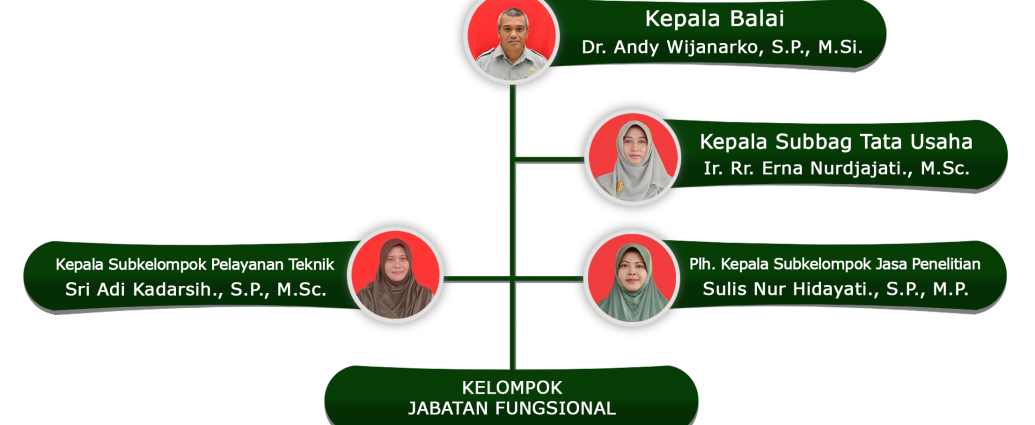 Kepala Balai
Dr. Andy Wijanarko, S.P., M.Si.
Kepala Subbag Tata Usaha
Ir. Rr. Erna Nurdjajati., M.Sc.
Kepala Subkelompok Pelayanan Teknik
Sri Adi Kadarsih., S.P., M.Sc.
Plh. Kepala Subkelompok Jasa Penelitian
Sulis Nur Hidayati., S.P., M.P.
KELOMPOK
JABATAN FUNGSIONAL